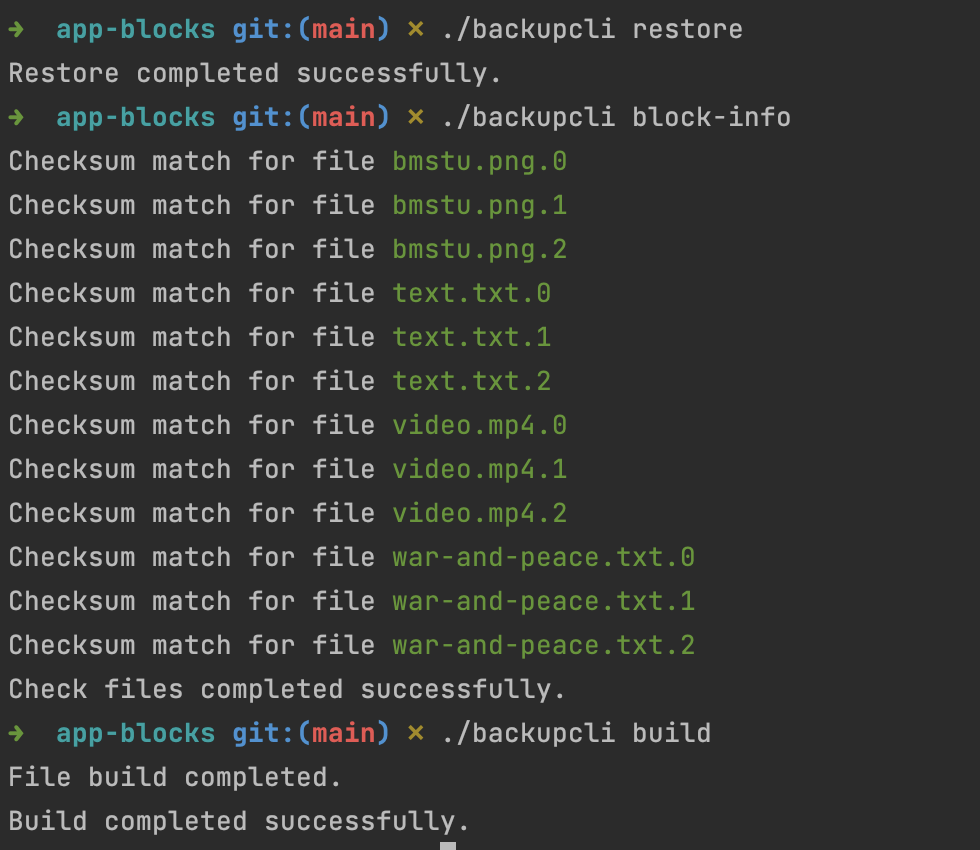 ➜  app-blocks git:(main) ✗ ./backupcli restore
Restore completed successfully.
➜  app-blocks git:(main) ✗ ./backupcli block-info
Checksum match for file bmstu.png.0
Checksum match for file bmstu.png.1
Checksum match for file bmstu.png.2
Checksum match for file text.txt.0
Checksum match for file text.txt.1
Checksum match for file text.txt.2
Checksum match for file video.mp4.0
Checksum match for file video.mp4.1
Checksum match for file video.mp4.2
Checksum match for file war-and-peace.txt.0
Checksum match for file war-and-peace.txt.1
Checksum match for file war-and-peace.txt.2
Check files completed successfully.
➜  app-blocks git:(main) ✗ ./backupcli build
File build completed.
Build completed successfully.